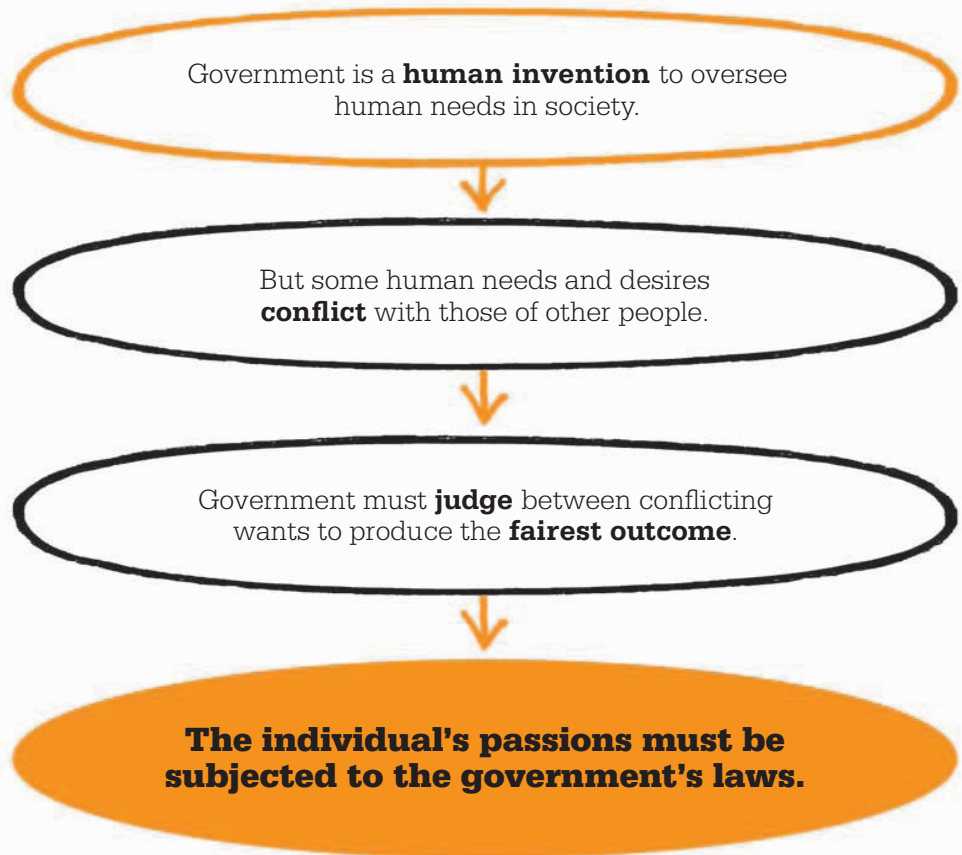 Government is a human invention to oversee
human needs in society.
But some human needs and desires
conflict with those of other people.
Government must judge between conflicting
wants to produce the fairest outcome.
The individual’s passions must be
subjected to the government’s laws.